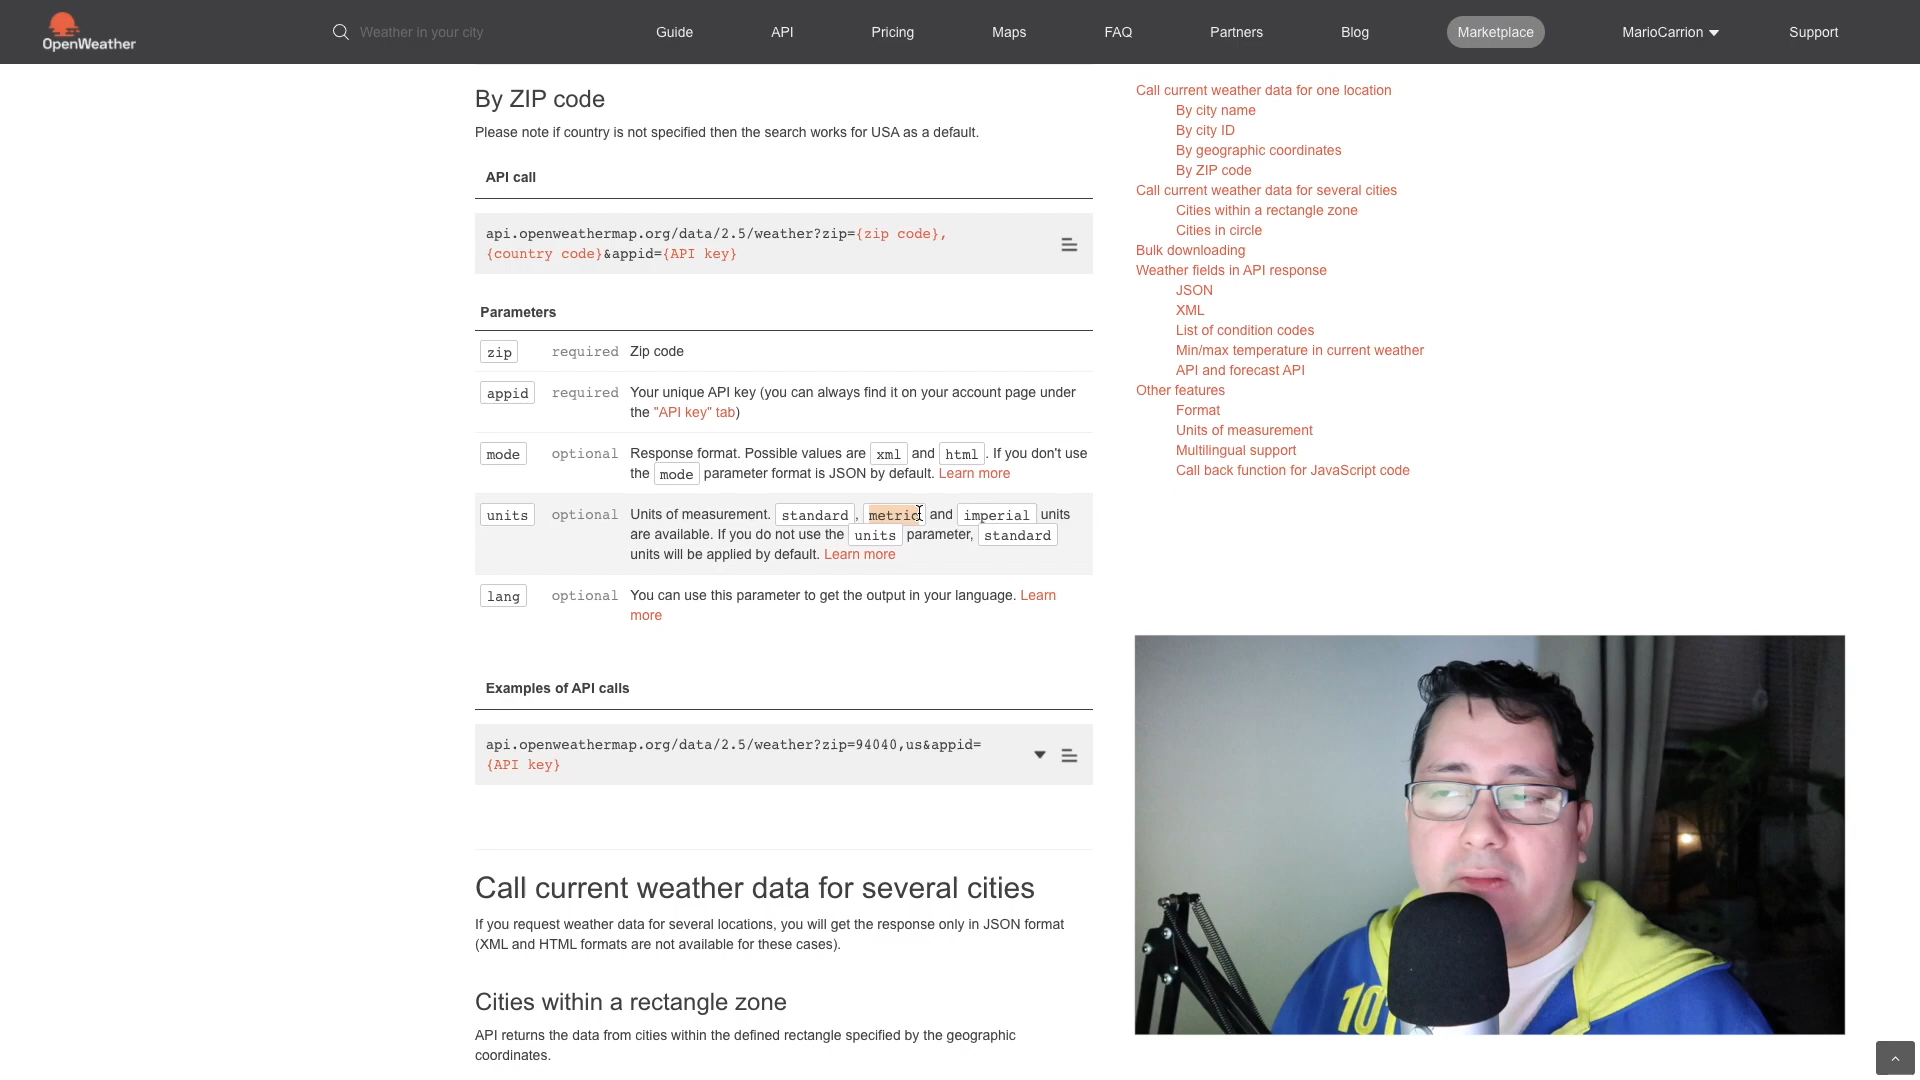 OpenWeather
Weather in your city
Guide
API
Pricing
Maps
FAQ
Partners
Blog
Marketplace
MarioCarrion
Support
By ZIP code
Please note if country is not specified then the search works for USA as a default.
API call
api.openweathermap.org/data/2.5/weather?zip={zip code},
{country code}&appid={API key}
Parameters
zip required Zip code
appid required Your unique API key (you can always find it on your account page under
the "API key" tab)
mode optional Response format. Possible values are xml and html. If you don't use
the mode parameter format is JSON by default. Learn more
units optional Units of measurement. standard, metric and imperial units
are available. If you do not use the units parameter, standard
units will be applied by default. Learn more
lang optional You can use this parameter to get the output in your language. Learn
more
Examples of API calls
api.openweathermap.org/data/2.5/weather?zip=94040,us&appid=
{API key}
Call current weather data for several cities
If you request weather data for several locations, you will get the response only in JSON format
(XML and HTML formats are not available for these cases).
Cities within a rectangle zone
API returns the data from cities within the defined rectangle specified by the geographic
coordinates.
Call current weather data for one location
By city name
By city ID
By geographic coordinates
By ZIP code
Call current weather data for several cities
Cities within a rectangle zone
Cities in circle
Bulk downloading
Weather fields in API response
JSON
XML
List of condition codes
Min/max temperature in current weather
API and forecast API
Other features
Format
Units of measurement
Multilingual support
Call back function for JavaScript code
10